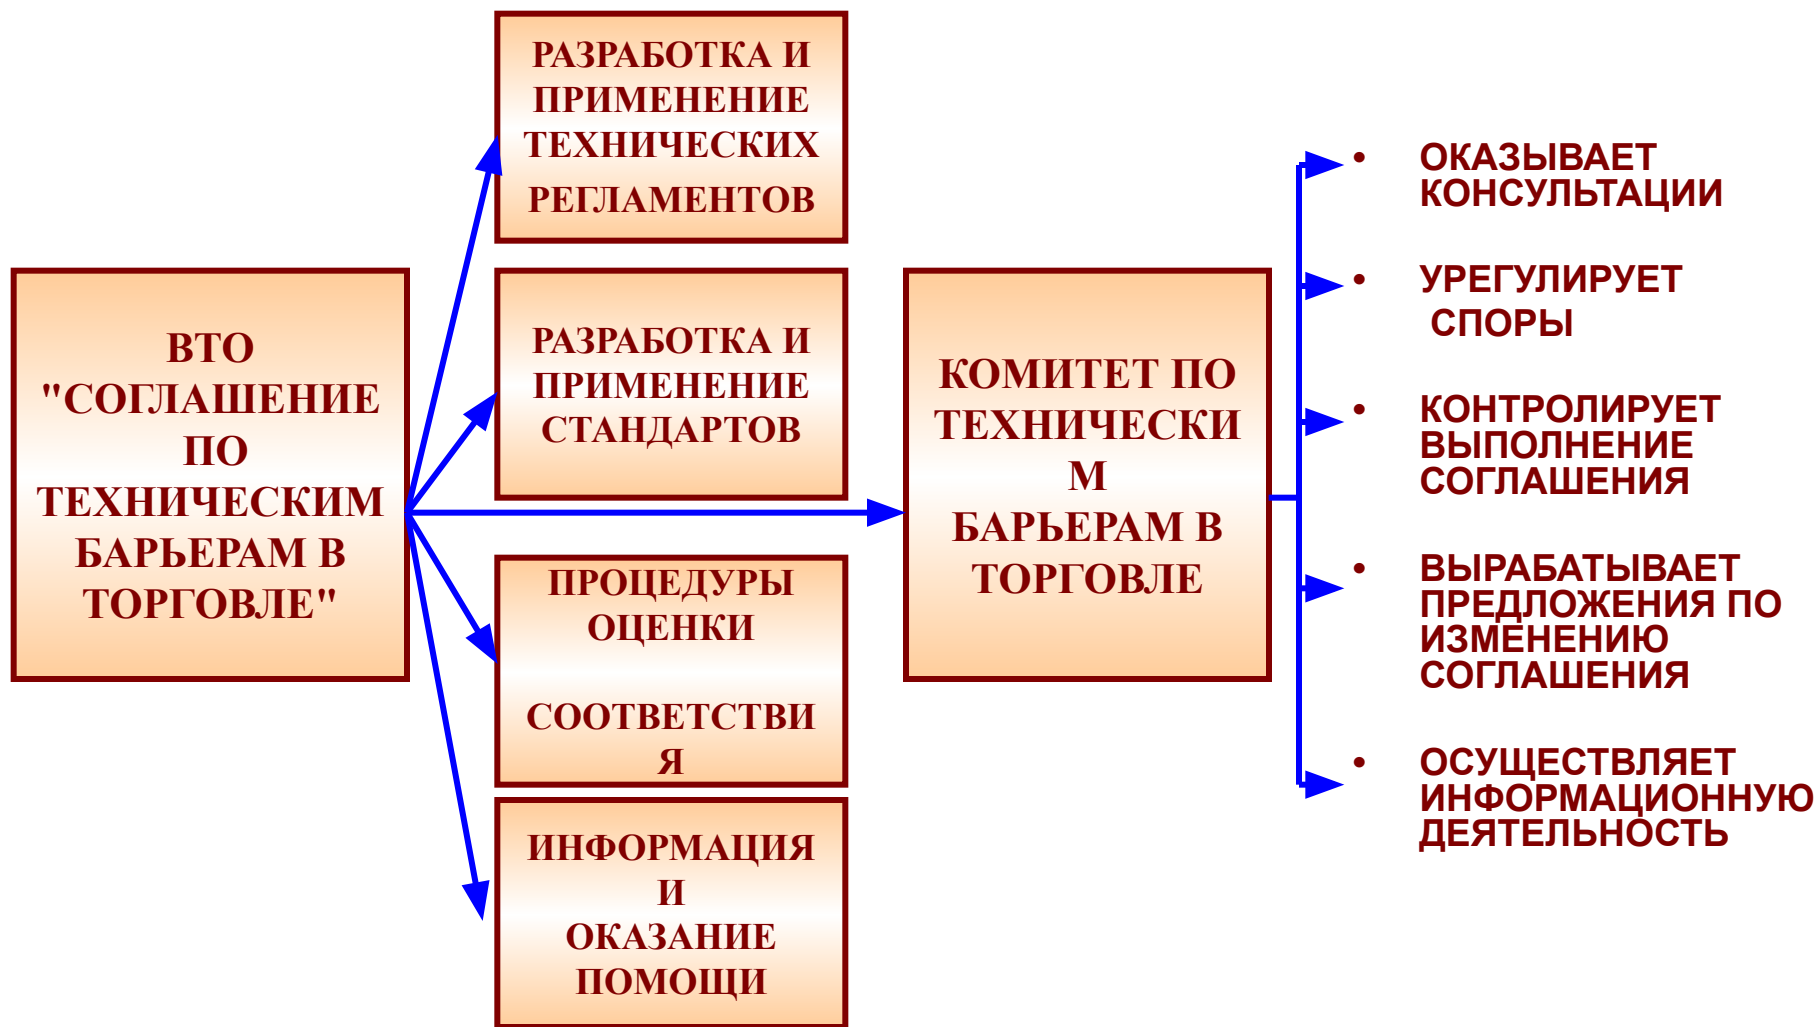 РАЗРАБОТКА И
ПРИМЕНЕНИЕ
ТЕХНИЧЕСКИХ
РЕГЛАМЕНТОВ
ВТО
"СОГЛАШЕНИЕ
ПО
ТЕХНИЧЕСКИМ
БАРЬЕРАМ В
ТОРГОВЛЕ"
РАЗРАБОТКА И
ПРИМЕНЕНИЕ
СТАНДАРТОВ
ПРОЦЕДУРЫ
ОЦЕНКИ
СООТВЕТСТВИ
Я
ИНФОРМАЦИЯ
И
ОКАЗАНИЕ
ПОМОЩИ
КОМИТЕТ ПО
ТЕХНИЧЕСКИ
М
БАРЬЕРАМ В
ТОРГОВЛЕ
• ОКАЗЫВАЕТ
КОНСУЛЬТАЦИИ
• УРЕГУЛИРУЕТ
СПОРЫ
• КОНТРОЛИРУЕТ
ВЫПОЛНЕНИЕ
СОГЛАШЕНИЯ
• ВЫРАБАТЫВАЕТ
ПРЕДЛОЖЕНИЯ ПО
ИЗМЕНЕНИЮ
СОГЛАШЕНИЯ
• ОСУЩЕСТВЛЯЕТ
ИНФОРМАЦИОННУЮ
ДЕЯТЕЛЬНОСТЬ